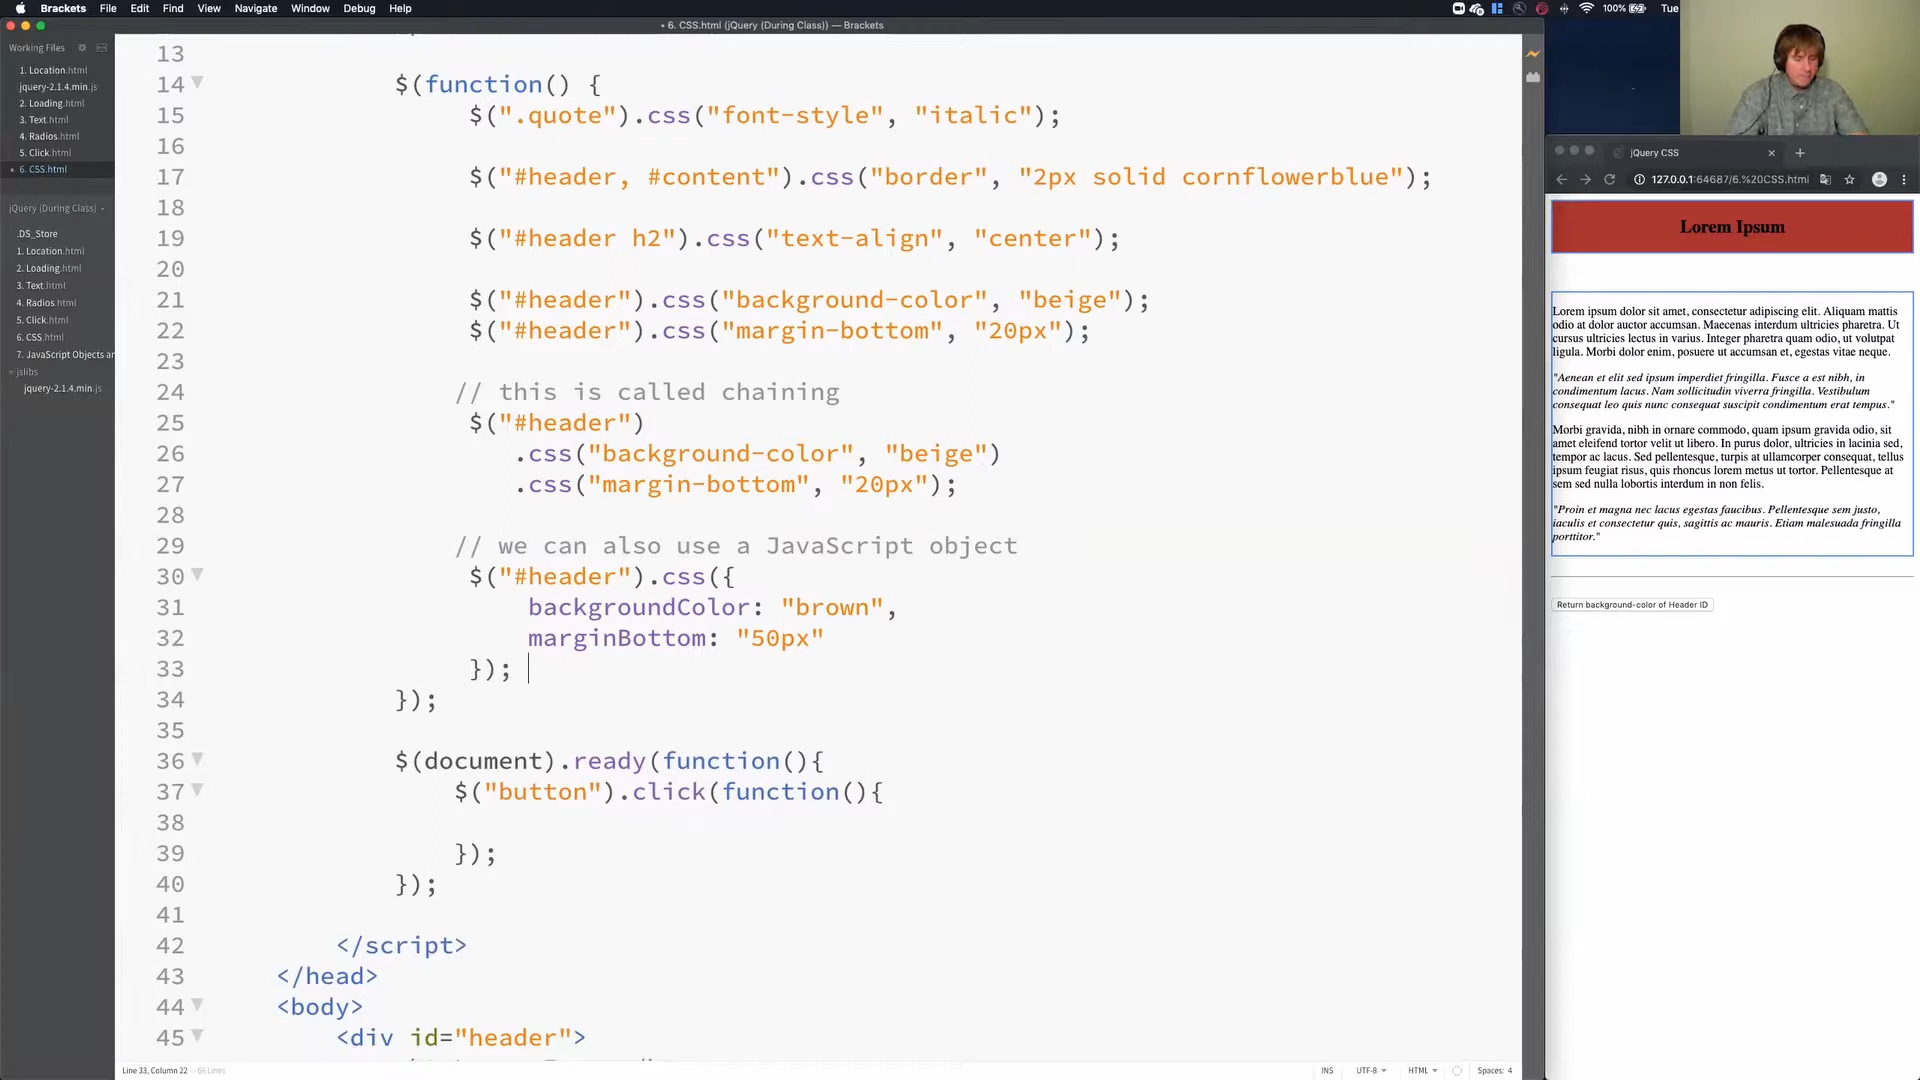 Brackets File Edit Find View Navigate Window Debug Help
100% Tue
• 6. CSS.html (jQuery (During Class)) — Brackets
Working Files
1. Location.html
jquery-2.1.4.min.js
2. Loading.html
3. Text.html
4. Radios.html
5. Click.html
• 6. CSS.html
jQuery (During Class)
.DS_Store
1. Location.html
2. Loading.html
3. Text.html
4. Radios.html
5. Click.html
6. CSS.html
7. JavaScript Objects an
jslibs
jquery-2.1.4.min.js
13
14 $(function() {
15 $(".quote").css("font-style", "italic");
16
17 $("#header, #content").css("border", "2px solid cornflowerblue");
18
19 $("#header h2").css("text-align", "center");
20
21 $("#header").css("background-color", "beige");
22 $("#header").css("margin-bottom", "20px");
23
24 // this is called chaining
25 $("#header")
26 .css("background-color", "beige")
27 .css("margin-bottom", "20px");
28
29 // we can also use a JavaScript object
30 $("#header").css({
31 backgroundColor: "brown",
32 marginBottom: "50px"
33 });
34 });
35
36 $(document).ready(function(){
37 $("button").click(function(){
38
39 });
40 });
41
42 </script>
43 </head>
44 <body>
45 <div id="header">
Line 33, Column 22 — 66 Lines
INS UTF-8 HTML Spaces: 4
jQuery CSS
127.0.0.1:64687/6.%20CSS.html
Lorem Ipsum
Lorem ipsum dolor sit amet, consectetur adipiscing elit. Aliquam mattis
odio at dolor auctor accumsan. Maecenas interdum ultricies pharetra. Ut
cursus ultricies lectus in varius. Integer pharetra quam odio, ut volutpat
ligula. Morbi dolor enim, posuere ut accumsan et, egestas vitae neque.
"Aenean et elit sed ipsum imperdiet fringilla. Fusce a est nibh, in
condimentum lacus. Nam sollicitudin viverra fringilla. Vestibulum
consequat leo quis nunc consequat suscipit condimentum erat tempus."
Morbi gravida, nibh in ornare commodo, quam ipsum gravida odio, sit
amet eleifend tortor velit ut libero. In purus dolor, ultricies in lacinia sed,
tempor ac lacus. Sed pellentesque, turpis at ullamcorper consequat, tellus
ipsum feugiat risus, quis rhoncus lorem metus ut tortor. Pellentesque at
sem sed nulla lobortis interdum in non felis.
"Proin et magna nec lacus egestas faucibus. Pellentesque sem justo,
iaculis et consectetur quis, sagittis ac mauris. Etiam malesuada fringilla
porttitor."
Return background-color of Header ID